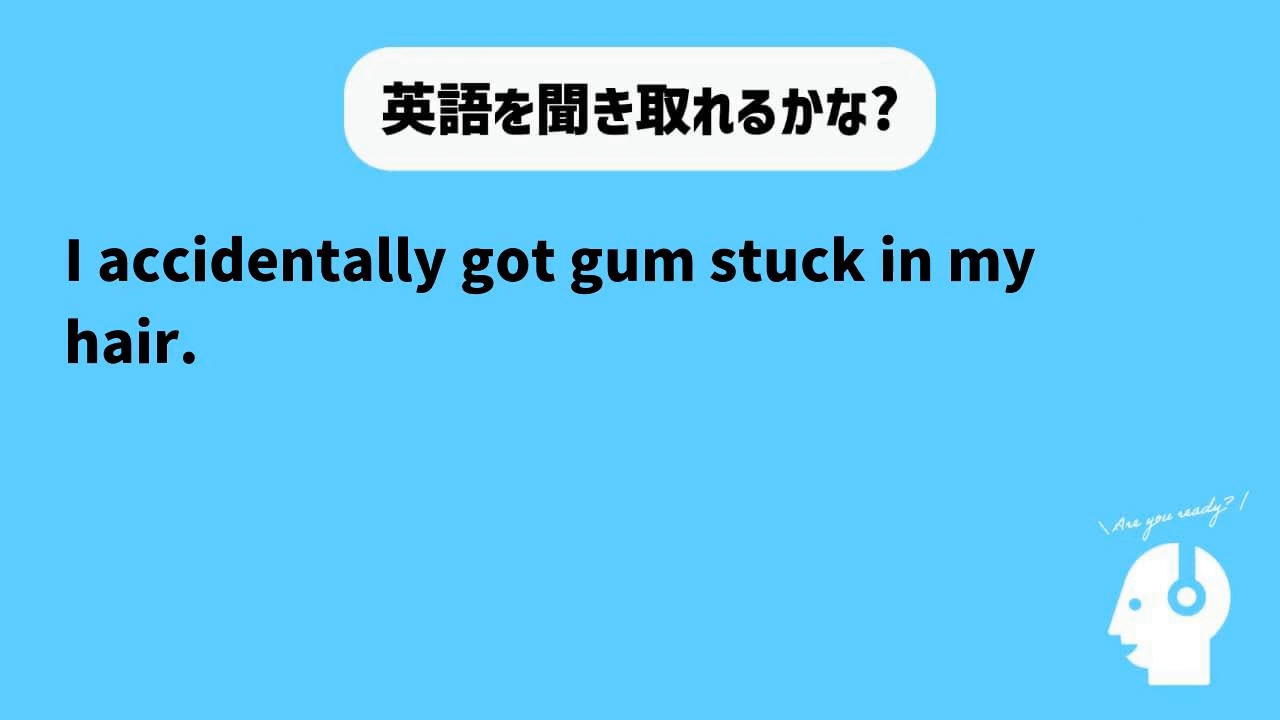 英語を聞き取れるかな?
I accidentally got gum stuck in my
hair.
\ Are you ready? /